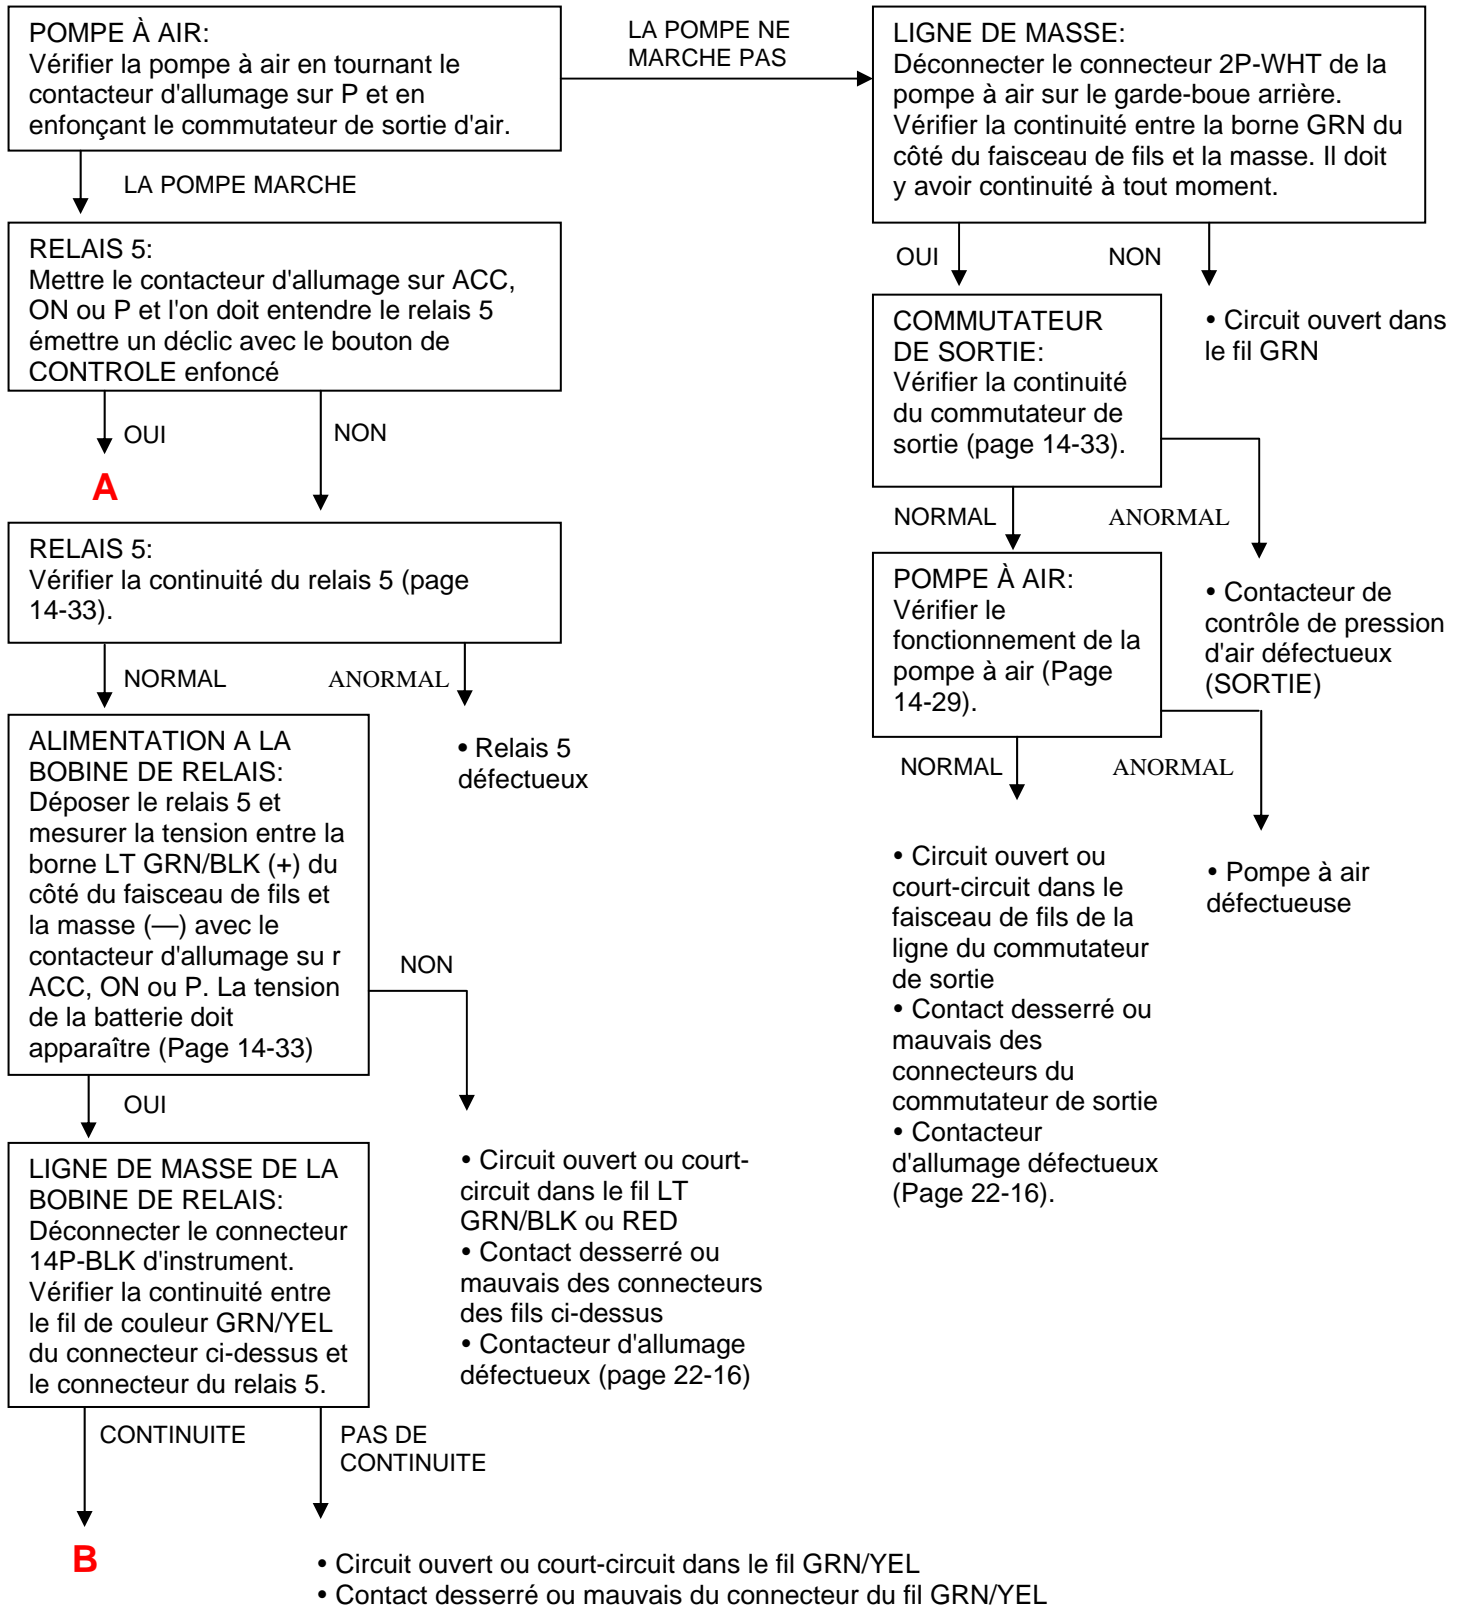 POMPE À AIR:
Vérifier la pompe à air en tournant le
contacteur d'allumage sur P et en
enfonçant le commutateur de sortie d'air.
LA POMPE NE
MARCHE PAS
LIGNE DE MASSE:
Déconnecter le connecteur 2P-WHT de la
pompe à air sur le garde-boue arrière.
Vérifier la continuité entre la borne GRN du
côté du faisceau de fils et la masse. Il doit
y avoir continuité à tout moment.
LA POMPE MARCHE
RELAIS 5:
Mettre le contacteur d'allumage sur ACC,
ON ou P et l'on doit entendre le relais 5
émettre un déclic avec le bouton de
CONTROLE enfoncé
OUI
NON
A
RELAIS 5:
Vérifier la continuité du relais 5 (page
14-33).
NORMAL
ANORMAL
• Relais 5
défectueux
ALIMENTATION A LA
BOBINE DE RELAIS:
Déposer le relais 5 et
mesurer la tension entre la
borne LT GRN/BLK (+) du
côté du faisceau de fils et
la masse (—) avec le
contacteur d'allumage su r
ACC, ON ou P. La tension
de la batterie doit
apparaître (Page 14-33)
NON
OUI
• Circuit ouvert ou court-
circuit dans le fil LT
GRN/BLK ou RED
• Contact desserré ou
mauvais des connecteurs
des fils ci-dessus
• Contacteur d'allumage
défectueux (page 22-16)
LIGNE DE MASSE DE LA
BOBINE DE RELAIS:
Déconnecter le connecteur
14P-BLK d'instrument.
Vérifier la continuité entre
le fil de couleur GRN/YEL
du connecteur ci-dessus et
le connecteur du relais 5.
CONTINUITE
PAS DE
CONTINUITE
B
• Circuit ouvert ou court-circuit dans le fil GRN/YEL
• Contact desserré ou mauvais du connecteur du fil GRN/YEL
OUI
NON
• Circuit ouvert dans
le fil GRN
COMMUTATEUR
DE SORTIE:
Vérifier la continuité
du commutateur de
sortie (page 14-33).
NORMAL
ANORMAL
• Contacteur de
contrôle de pression
d'air défectueux
(SORTIE)
POMPE À AIR:
Vérifier le
fonctionnement de la
pompe à air (Page
14-29).
NORMAL
ANORMAL
• Pompe à air
défectueuse
• Circuit ouvert ou
court-circuit dans le
faisceau de fils de la
ligne du commutateur
de sortie
• Contact desserré ou
mauvais des
connecteurs du
commutateur de sortie
• Contacteur
d'allumage défectueux
(Page 22-16).